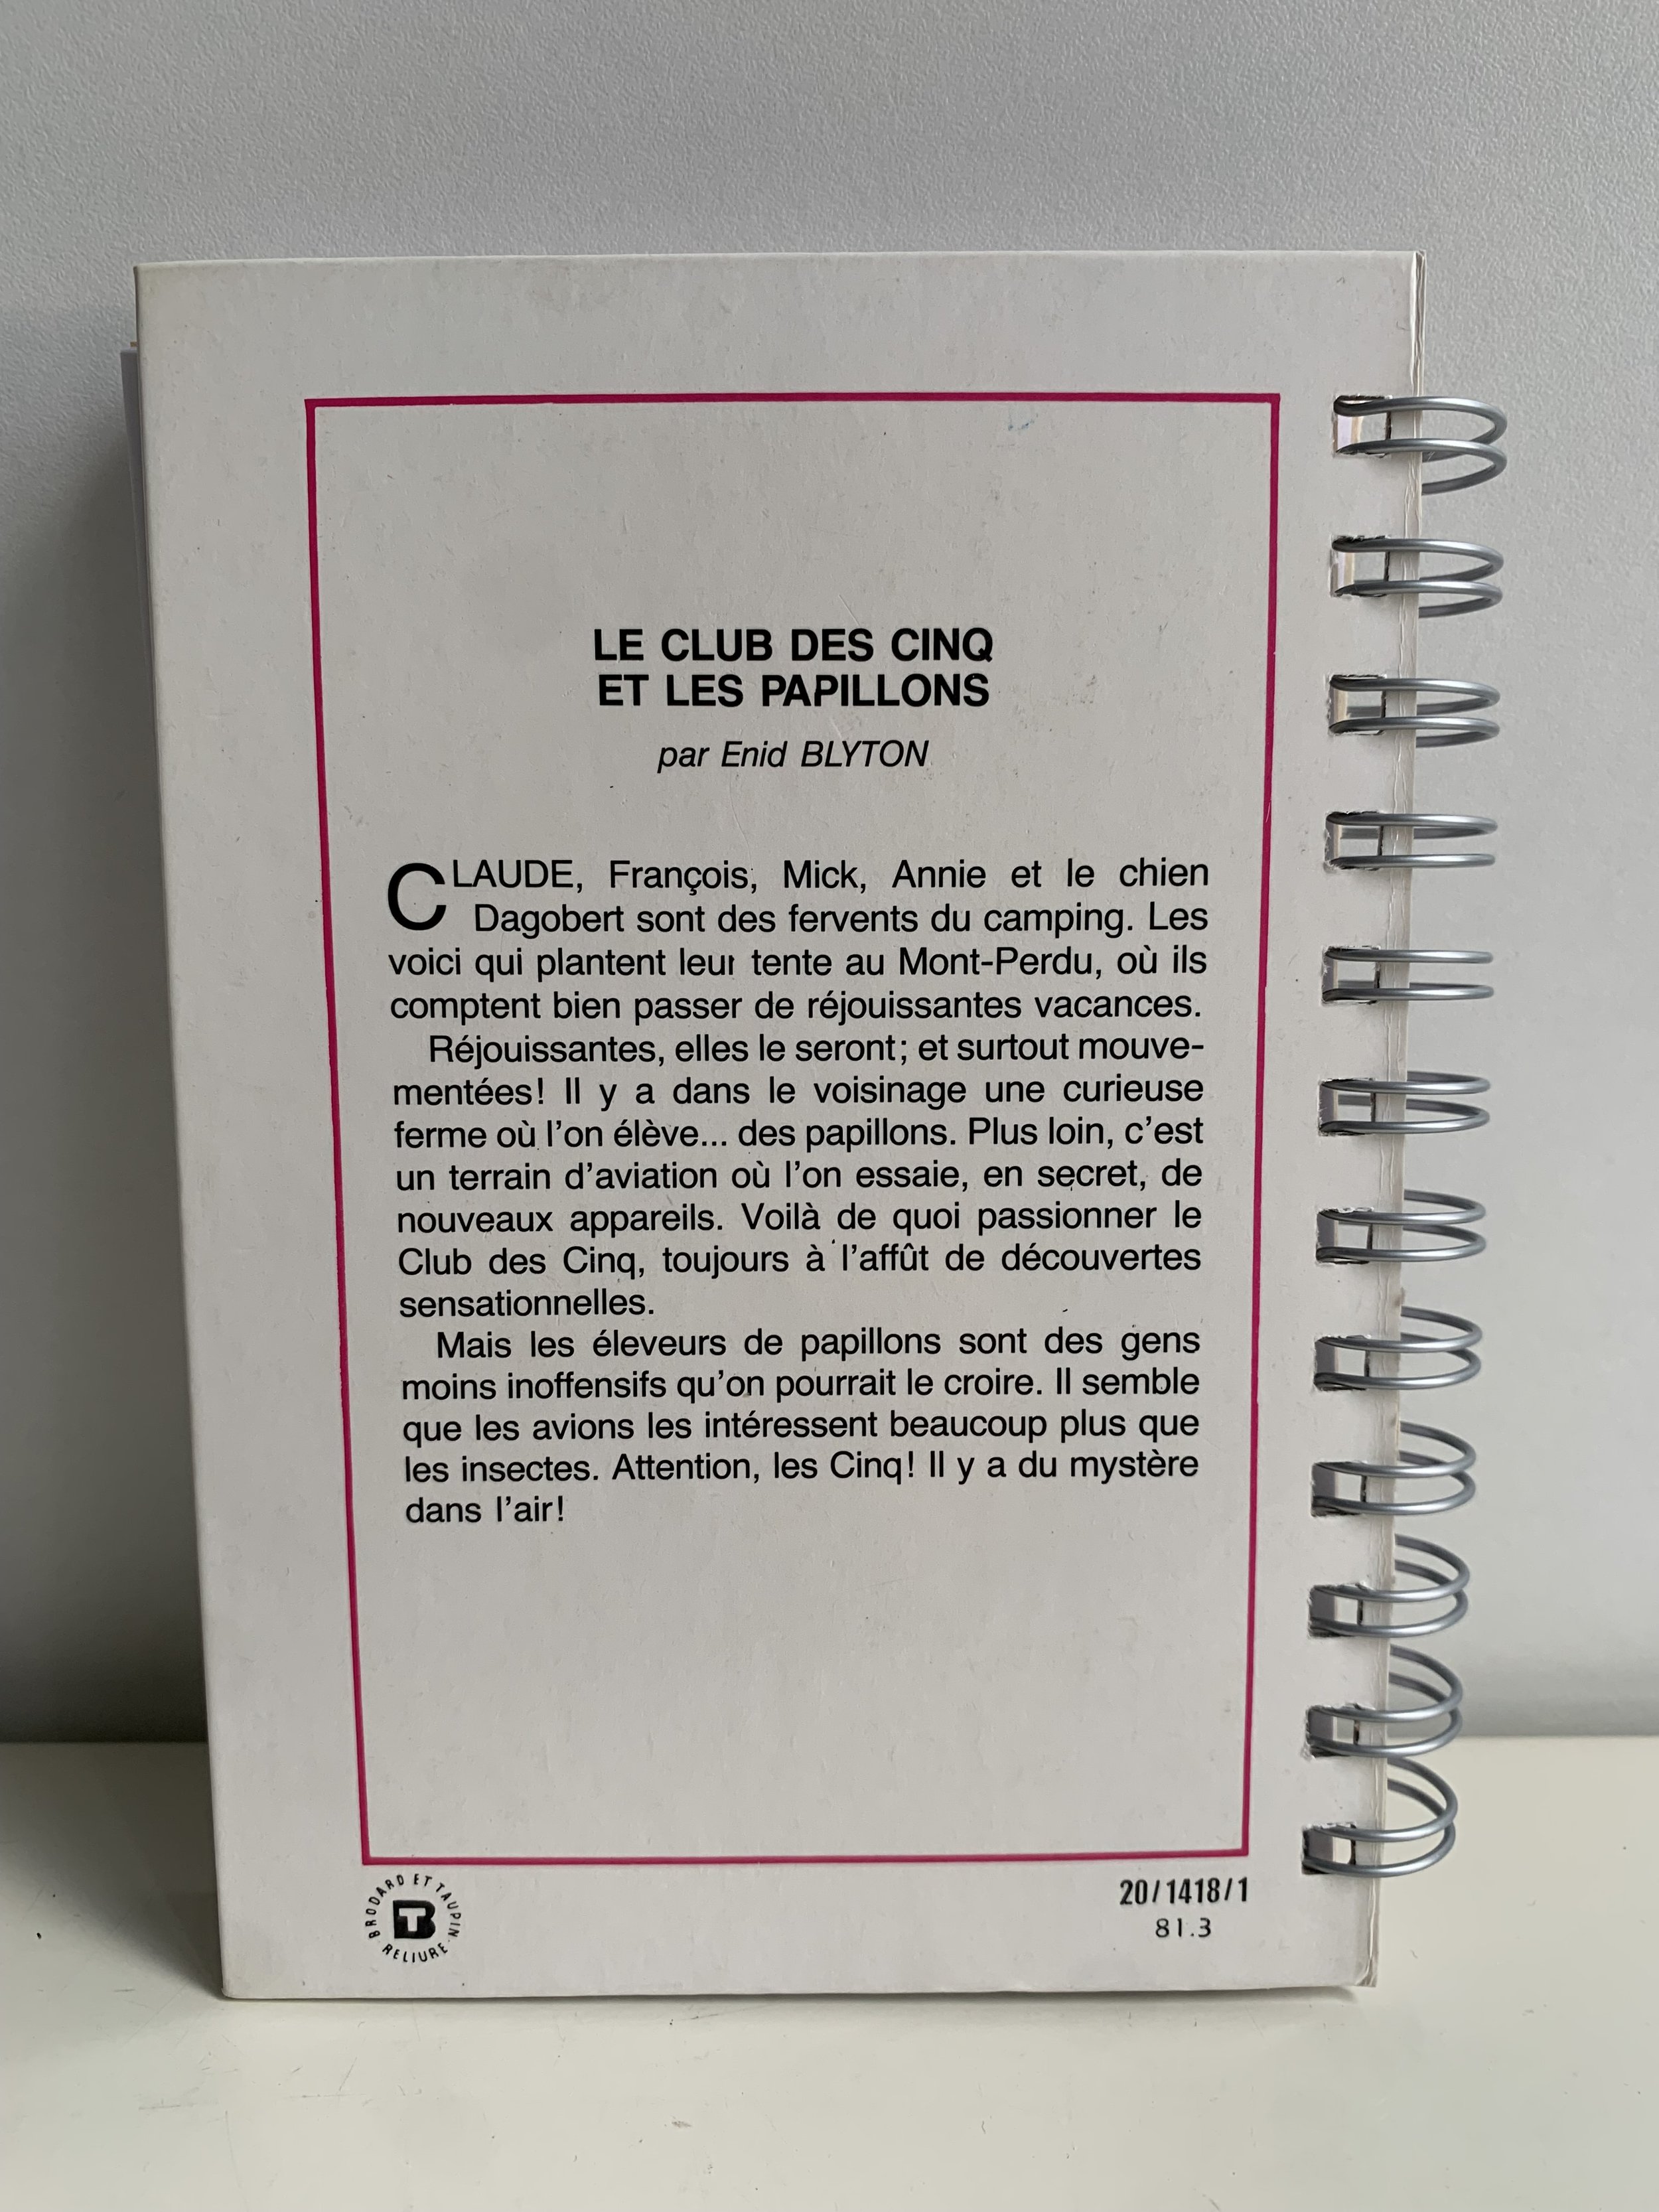 LE CLUB DES CINQ
ET LES PAPILLONS
par Enid BLYTON
CLAUDE, François, Mick, Annie et le chien
Dagobert sont des fervents du camping. Les
voici qui plantent leur tente au Mont-Perdu, où ils
comptent bien passer de réjouissantes vacances.
Réjouissantes, elles le seront; et surtout mouve-
mentées! Il y a dans le voisinage une curieuse
ferme où l'on élève... des papillons. Plus loin, c'est
un terrain d'aviation où l'on essaie, en secret, de
nouveaux appareils. Voilà de quoi passionner le
Club des Cinq, toujours à l'affût de découvertes
sensationnelles.
Mais les éleveurs de papillons sont des gens
moins inoffensifs qu'on pourrait le croire. Il semble
que les avions les intéressent beaucoup plus que
les insectes. Attention, les Cinq! Il y a du mystère
dans l'air!
BRODARD ET TAUPIN
BT
RELIURE
20/1418/1
81.3